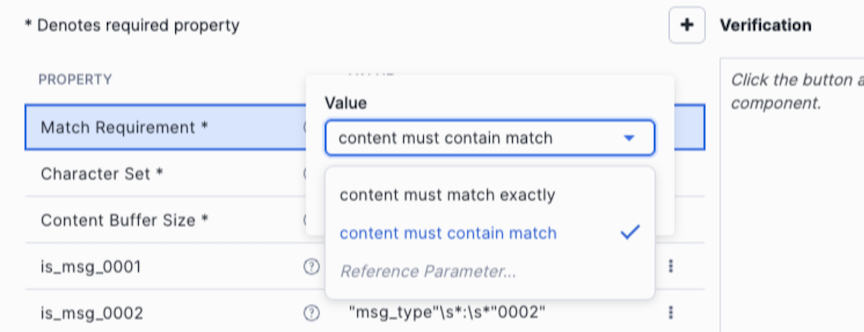 * Denotes required property
+
Verification
PROPERTY
Click the button a
component.
Value
Match Requirement *
content must contain match
Character Set *
content must match exactly
Content Buffer Size *
content must contain match
is_msg_0001
Reference Parameter...
is_msg_0002
"msg_type"\s*:\s*"0002"